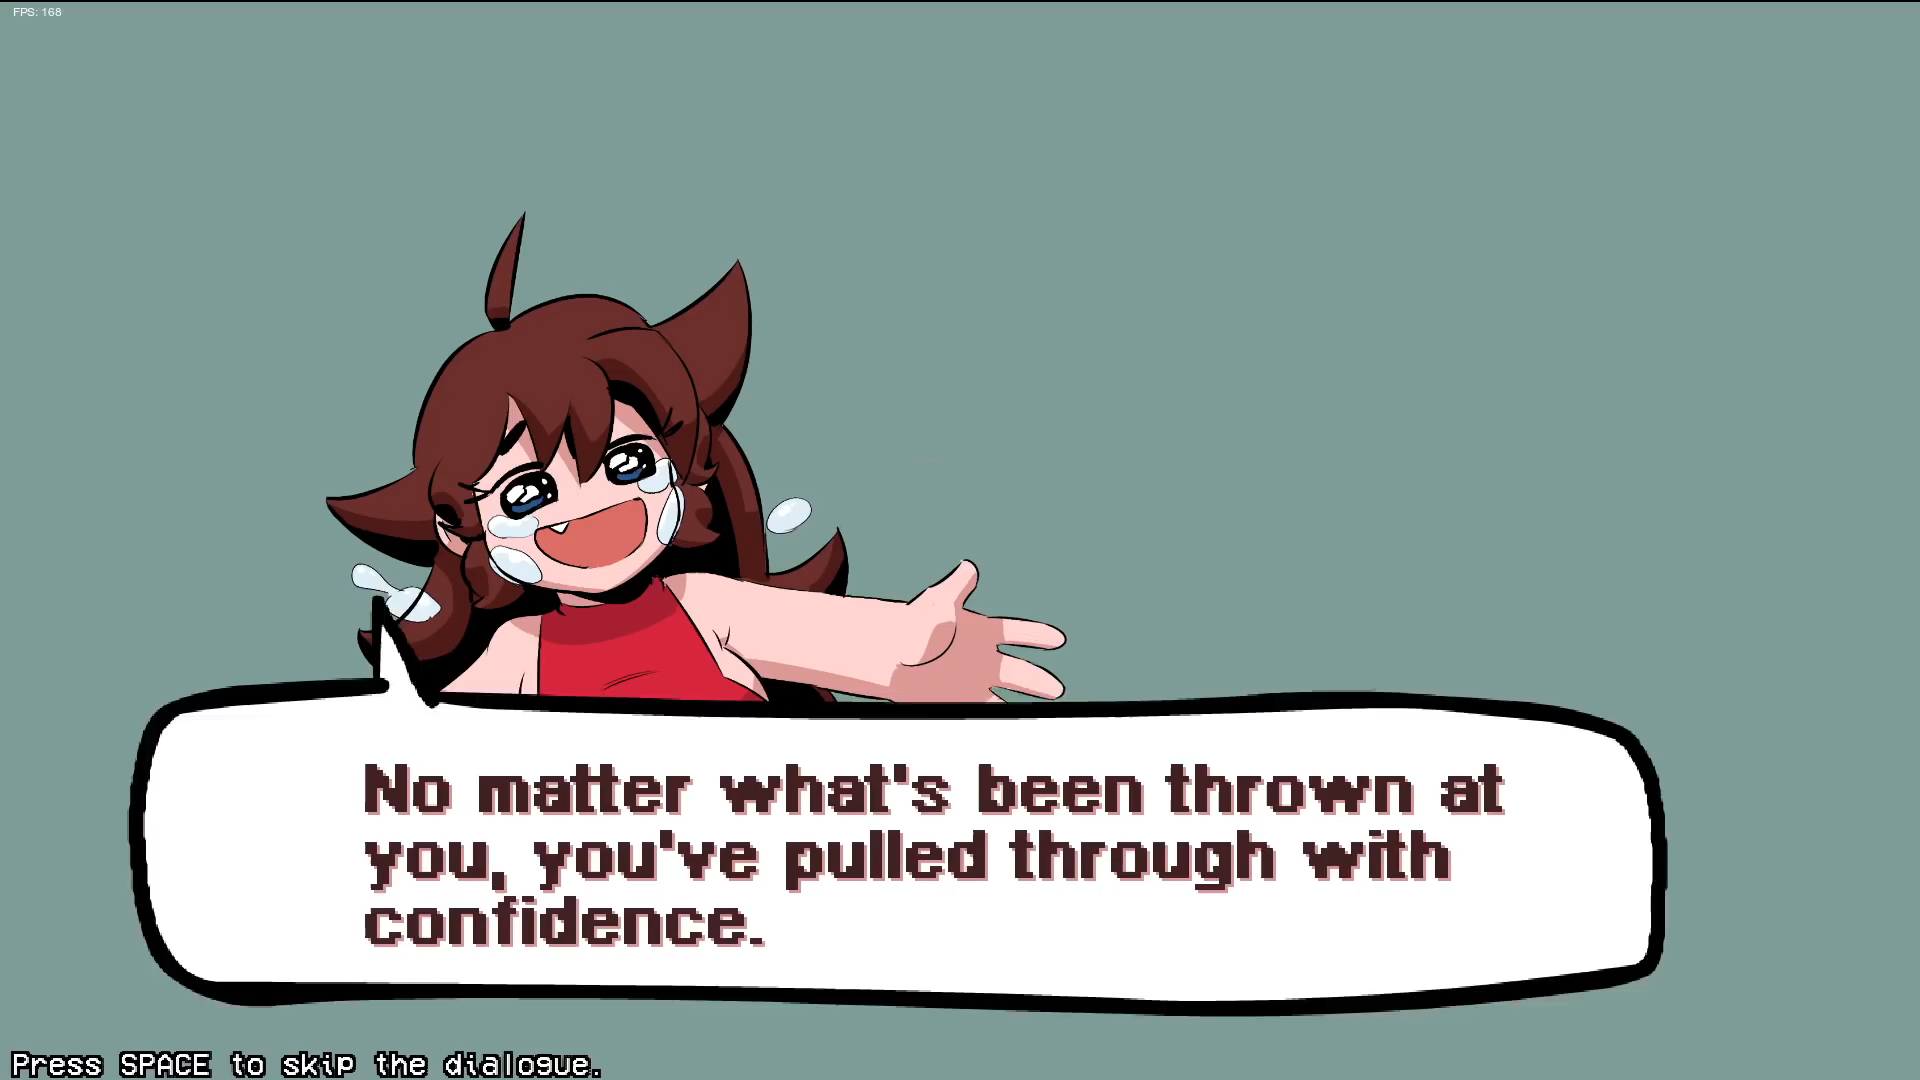 FPS: 168
No matter what's been thrown at
you, you've pulled through with
confidence.
Press SPACE to skip the dialogue.